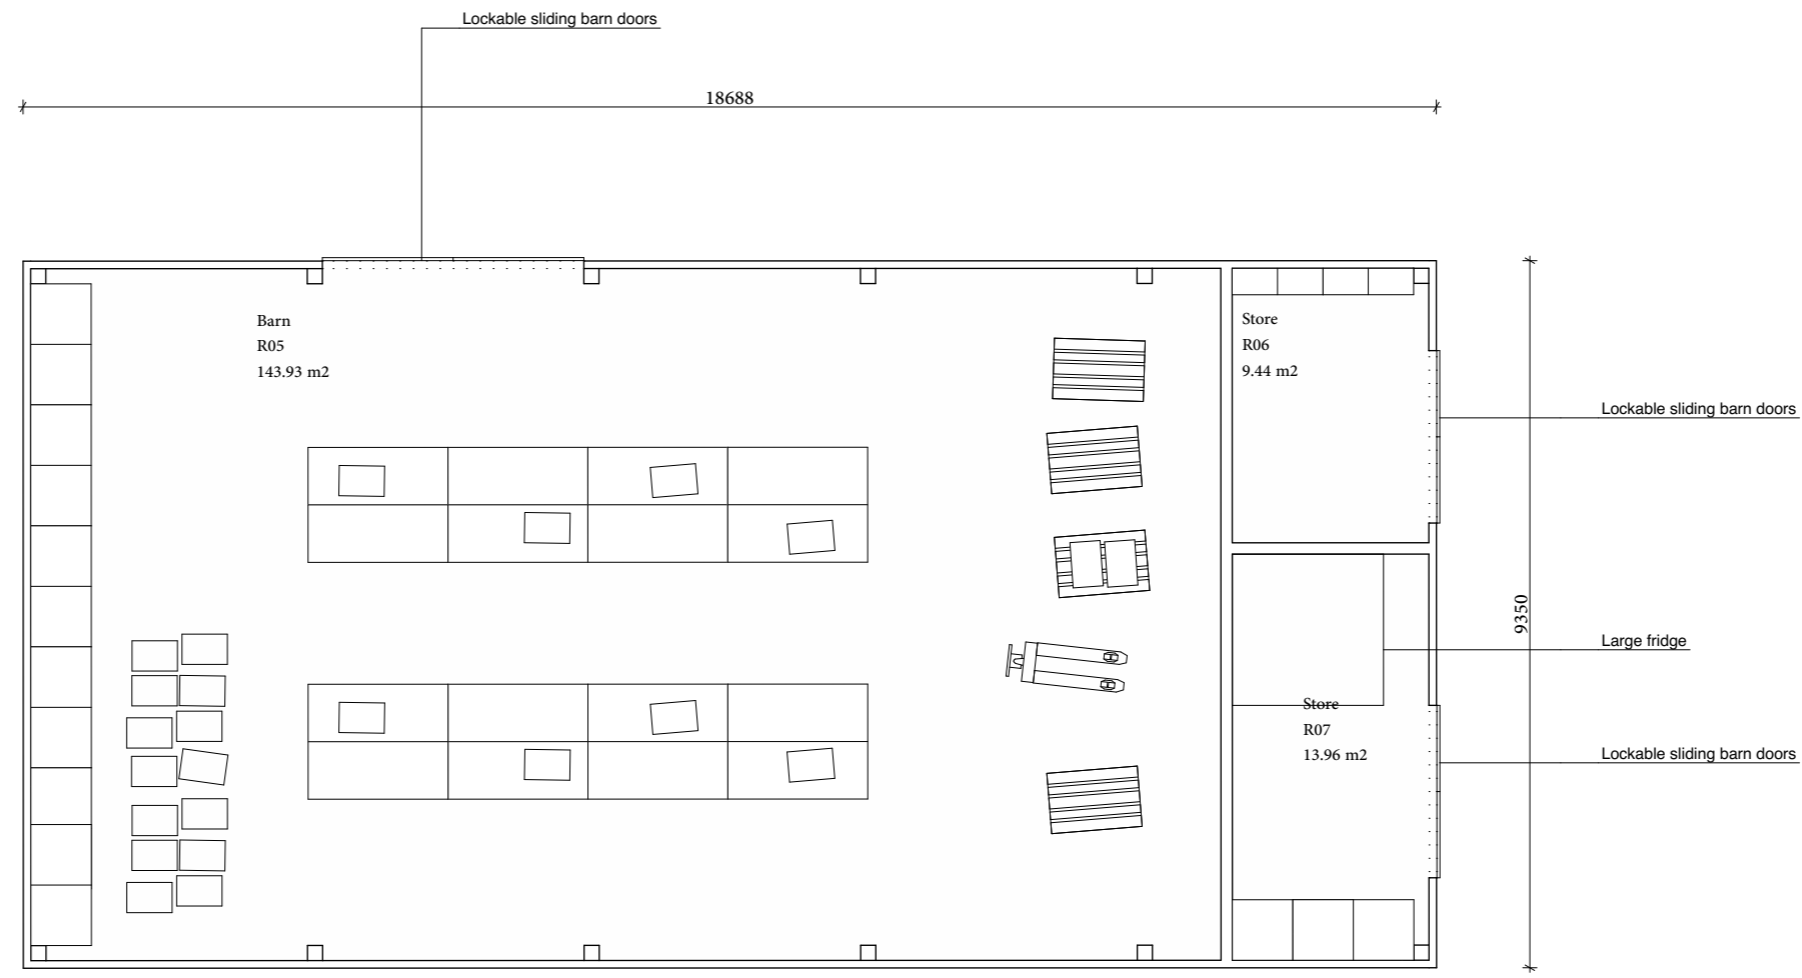 Lockable sliding barn doors
18688
Barn
R05
143.93 m2
Store
R06
9.44 m2
Lockable sliding barn doors
9350
Large fridge
Store
R07
13.96 m2
Lockable sliding barn doors